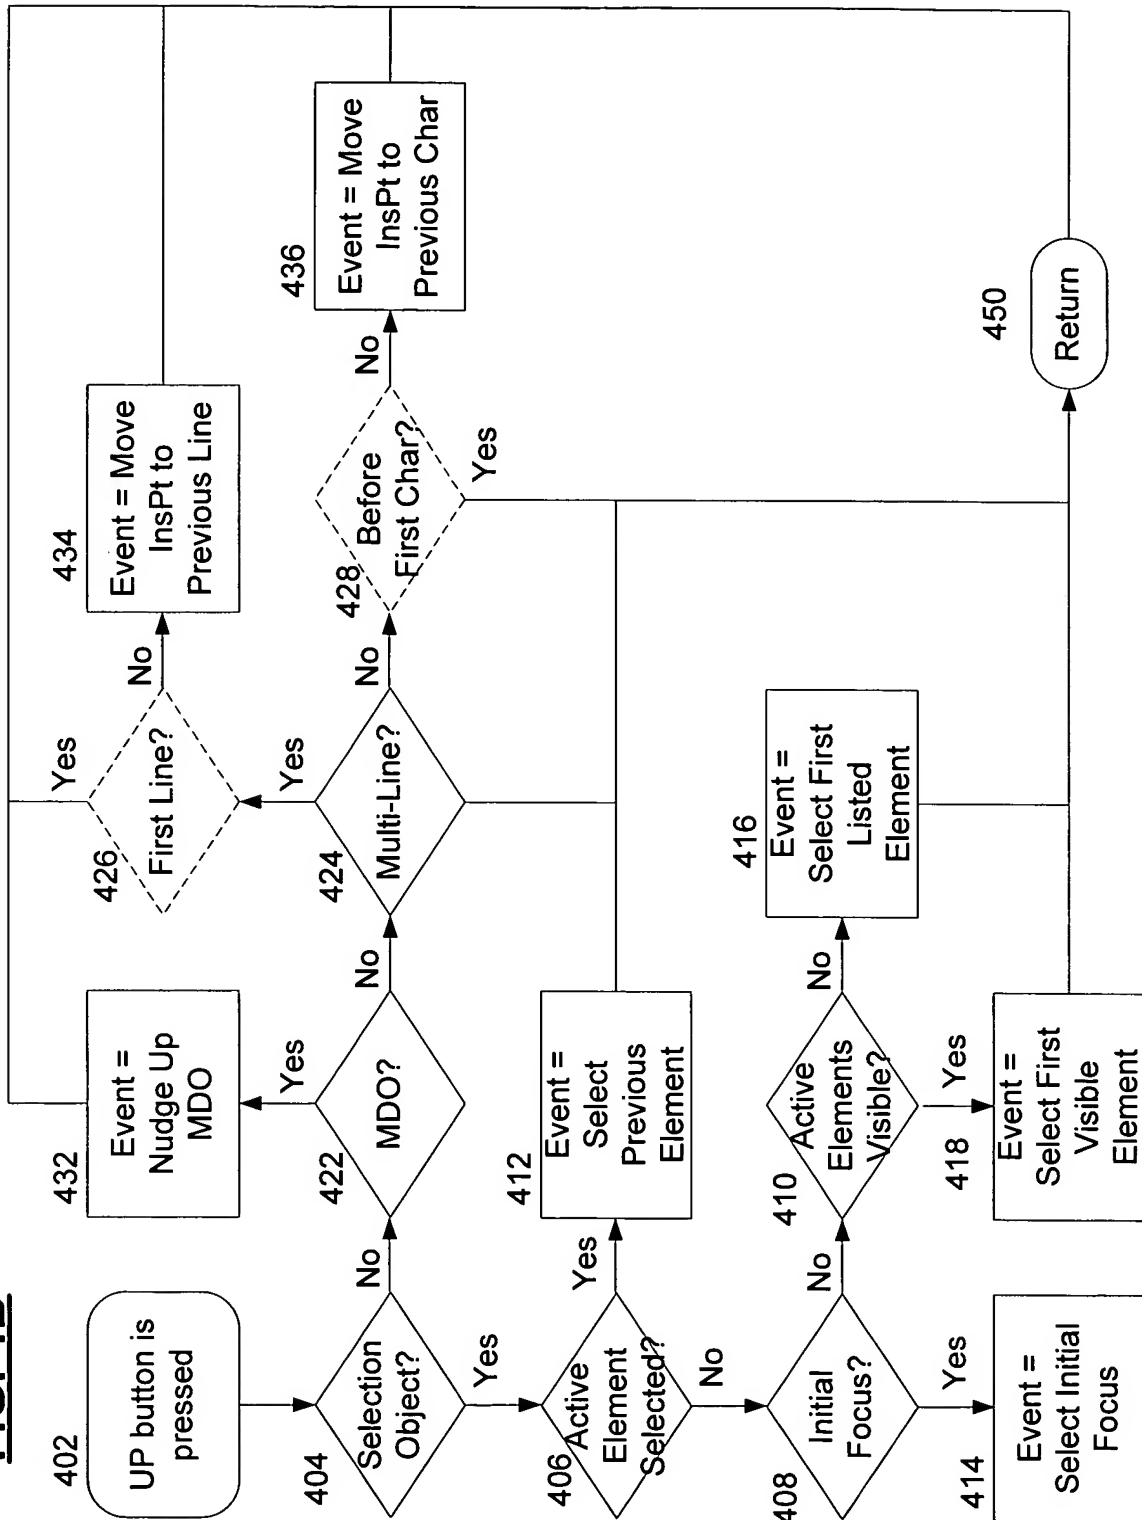 402
UP button is
pressed
404
Selection
Object?
No
Yes
406
Active
Element
Selected?
Yes
No
408
Initial
Focus?
No
Yes
414
Event =
Select Initial
Focus
432
Event =
Nudge Up
MDO
Yes
422
MDO?
No
412
Event =
Select
Previous
Element
410
Active
Elements
Visible?
No
Yes
418
Event =
Select First
Visible
Element
Yes
426
First Line?
No
Yes
424
Multi-Line?
No
416
Event =
Select First
Listed
Element
434
Event = Move
InsPt to
Previous Line
428
Before
First Char?
No
Yes
436
Event = Move
InsPt to
Previous Char
450
Return